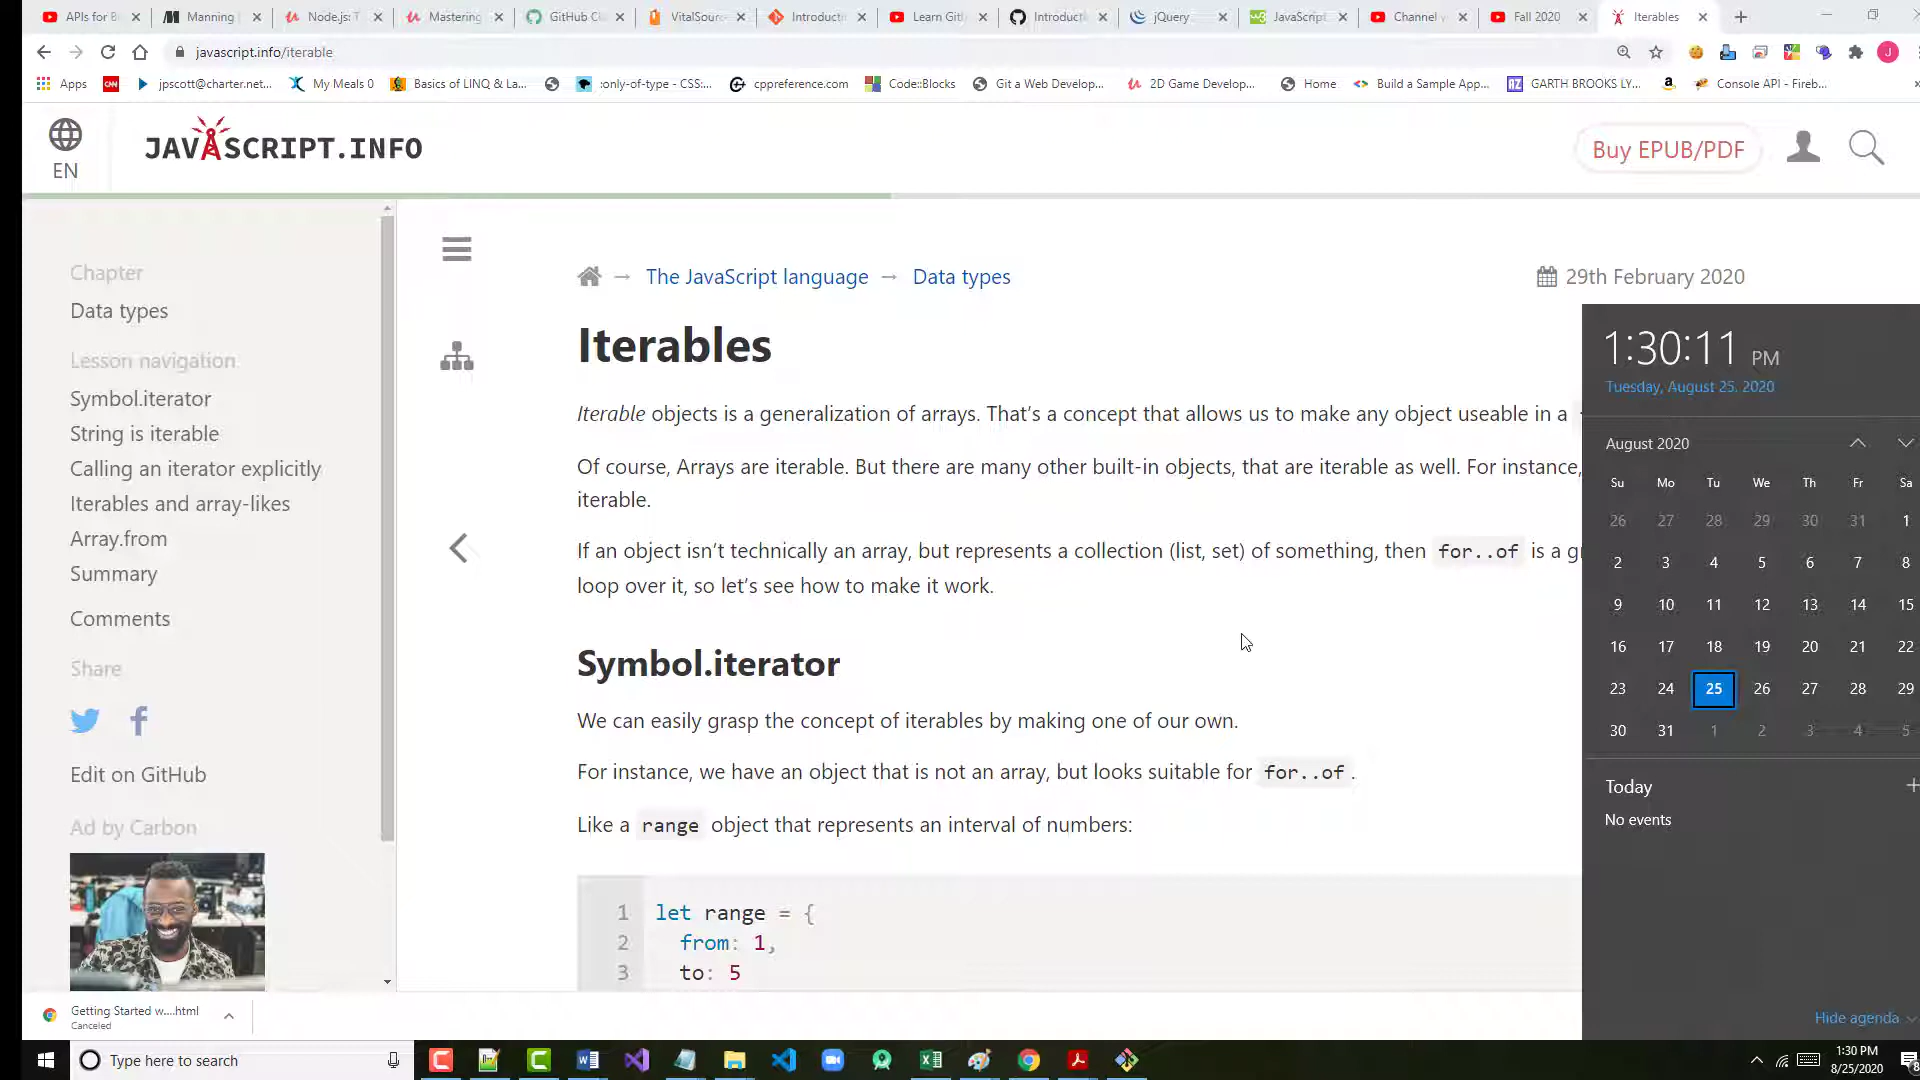 APIs for B
Manning
Node.js: T
Mastering
GitHub C
VitalSourc
Introducti
Learn Git
Introducti
jQuery
JavaScript
Channel
Fall 2020
Iterables
javascript.info/iterable
J
Apps
CNN
jpscott@charter.net...
My Meals 0
Basics of LINQ & La...
:only-of-type - CSS:...
cppreference.com
Code::Blocks
Git a Web Develop...
2D Game Develop...
Home
Build a Sample App...
GARTH BROOKS LY...
Console API - Fireb...
EN
JAVASCRIPT.INFO
Buy EPUB/PDF
Chapter
Data types
Lesson navigation
Symbol.iterator
String is iterable
Calling an iterator explicitly
Iterables and array-likes
Array.from
Summary
Comments
Share
Edit on GitHub
Ad by Carbon
The JavaScript language → Data types
29th February 2020
Iterables
Iterable objects is a generalization of arrays. That’s a concept that allows us to make any object useable in a
Of course, Arrays are iterable. But there are many other built-in objects, that are iterable as well. For instance,
iterable.
If an object isn’t technically an array, but represents a collection (list, set) of something, then for..of is a g
loop over it, so let’s see how to make it work.
Symbol.iterator
We can easily grasp the concept of iterables by making one of our own.
For instance, we have an object that is not an array, but looks suitable for for..of.
Like a range object that represents an interval of numbers:
1 let range = {
2 from: 1,
3 to: 5
1:30:11 PM
Tuesday, August 25, 2020
August 2020
Su Mo Tu We Th Fr Sa
26 27 28 29 30 31 1
2 3 4 5 6 7 8
9 10 11 12 13 14 15
16 17 18 19 20 21 22
23 24 25 26 27 28 29
30 31 1 2 3 4 5
Today
No events
Hide agenda
Getting Started w....html
Canceled
Type here to search
1:30 PM
8/25/2020